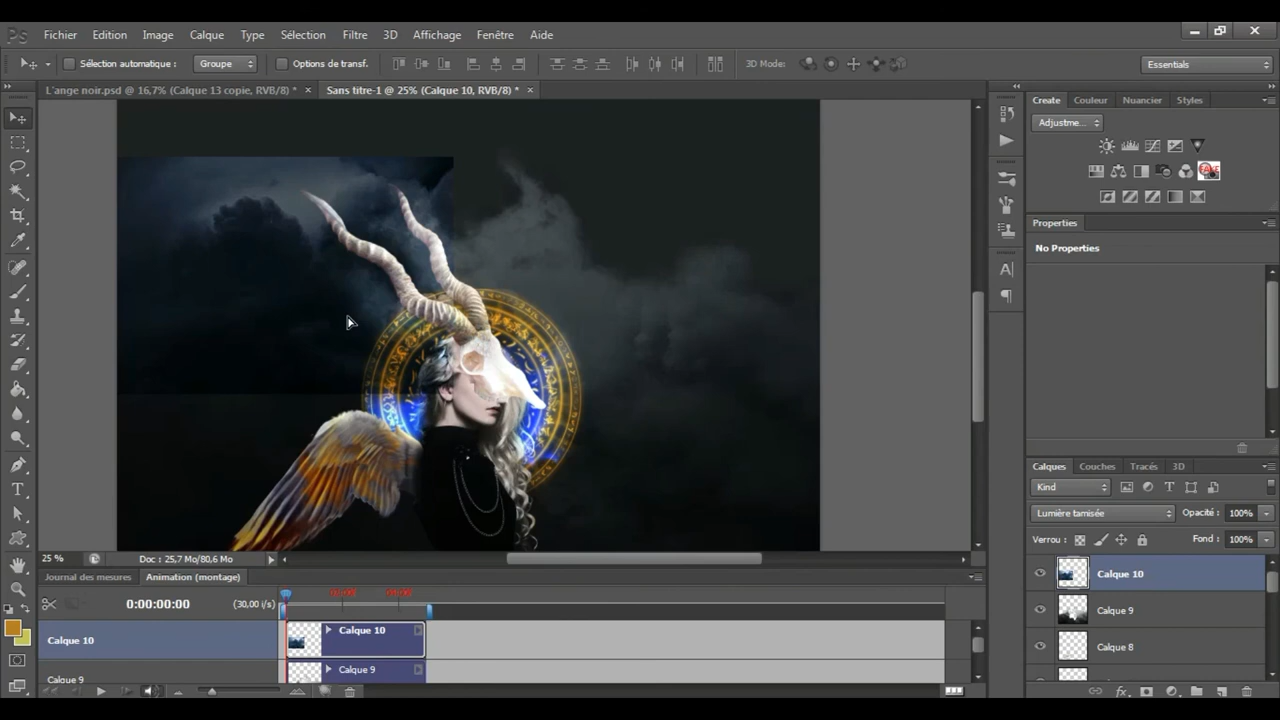 Ps Fichier Edition Image Calque Type Sélection Filtre 3D Affichage Fenêtre Aide
Sélection automatique : Groupe Options de transf. 3D Mode: Essentials
L'ange noir.psd @ 16,7% (Calque 13 copie, RVB/8) * × Sans titre-1 @ 25% (Calque 10, RVB/8) * ×
Create Couleur Nuancier Styles
Adjustme...
Properties
No Properties
Calques Couches Tracés 3D
Kind
Lumière tamisée Opacité : 100%
Verrou : Fond : 100%
Calque 10
Calque 9
Calque 8
25 % Doc : 25,7 Mo/80,6 Mo
Journal des mesures Animation (montage)
0:00:00:00 (30,00 i/s)
Calque 10 Calque 10
Calque 9 Calque 9